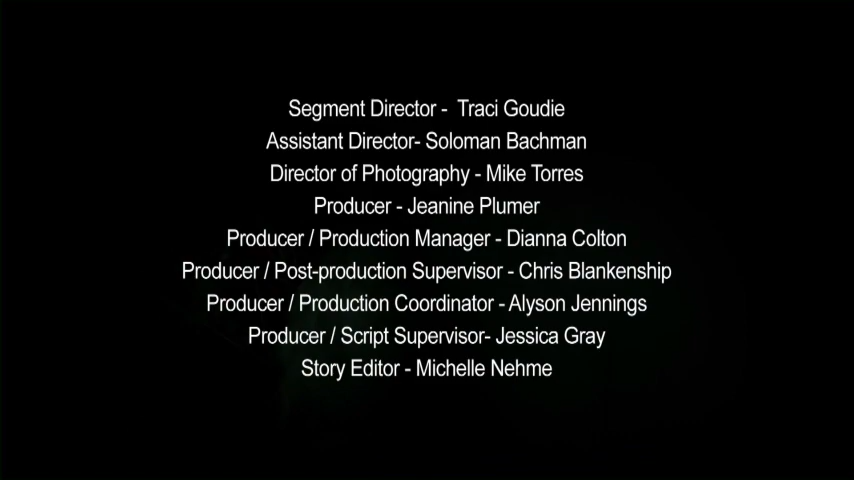 Segment Director -  Traci Goudie
Assistant Director- Soloman Bachman
Director of Photography - Mike Torres
Producer - Jeanine Plumer
Producer / Production Manager - Dianna Colton
Producer / Post-production Supervisor - Chris Blankenship
Producer / Production Coordinator - Alyson Jennings
Producer / Script Supervisor- Jessica Gray
Story Editor - Michelle Nehme